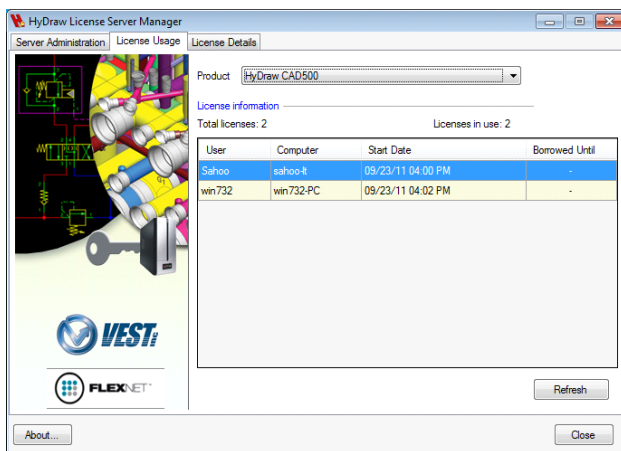 HyDraw License Server Manager
Server Administration License Usage License Details
Product HyDraw CAD500
License information
Total licenses: 2 Licenses in use: 2
User Computer Start Date Borrowed Until
Sahoo sahoo-lt 09/23/11 04:00 PM -
win732 win732-PC 09/23/11 04:02 PM -
VEST
FLEXNET
Refresh
About... Close